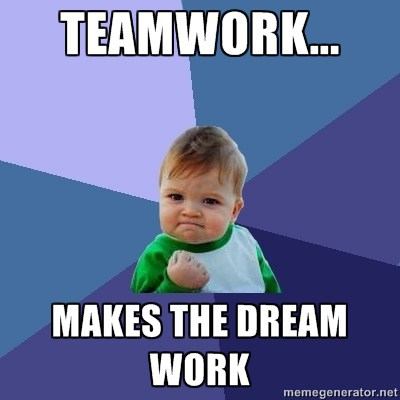 TEAMWORK...
MAKES THE DREAM
WORK
memegenerator.net